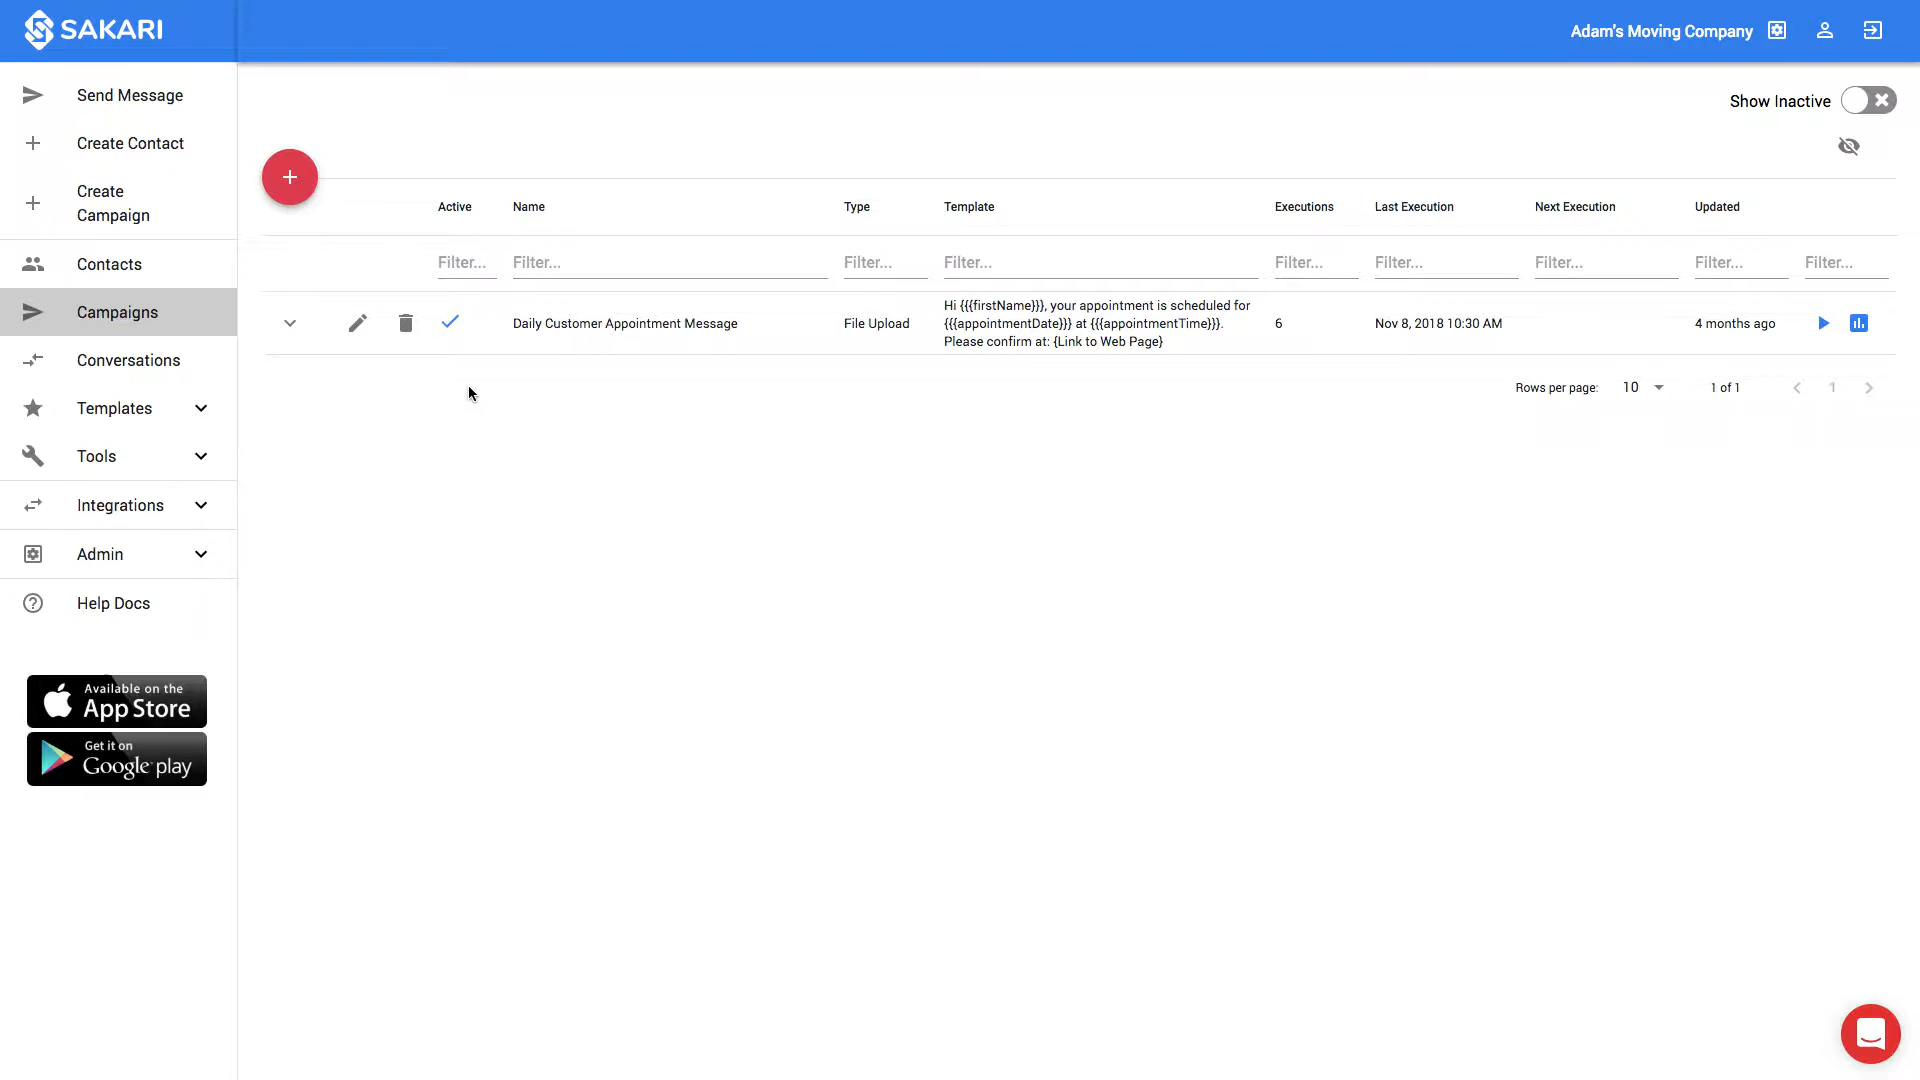 SAKARI
Adam's Moving Company
Send Message
Create Contact
Create
Campaign
Contacts
Campaigns
Conversations
Templates
Tools
Integrations
Admin
Help Docs
Available on the
App Store
Get it on
Google play
Show Inactive
Active Name Type Template Executions Last Execution Next Execution Updated
Filter... Filter... Filter... Filter... Filter... Filter... Filter... Filter... Filter...
Daily Customer Appointment Message File Upload
Hi {{{firstName}}}, your appointment is scheduled for
{{{appointmentDate}}} at {{{appointmentTime}}}.
Please confirm at: {Link to Web Page}
6 Nov 8, 2018 10:30 AM 4 months ago
Rows per page: 10 1 of 1 1